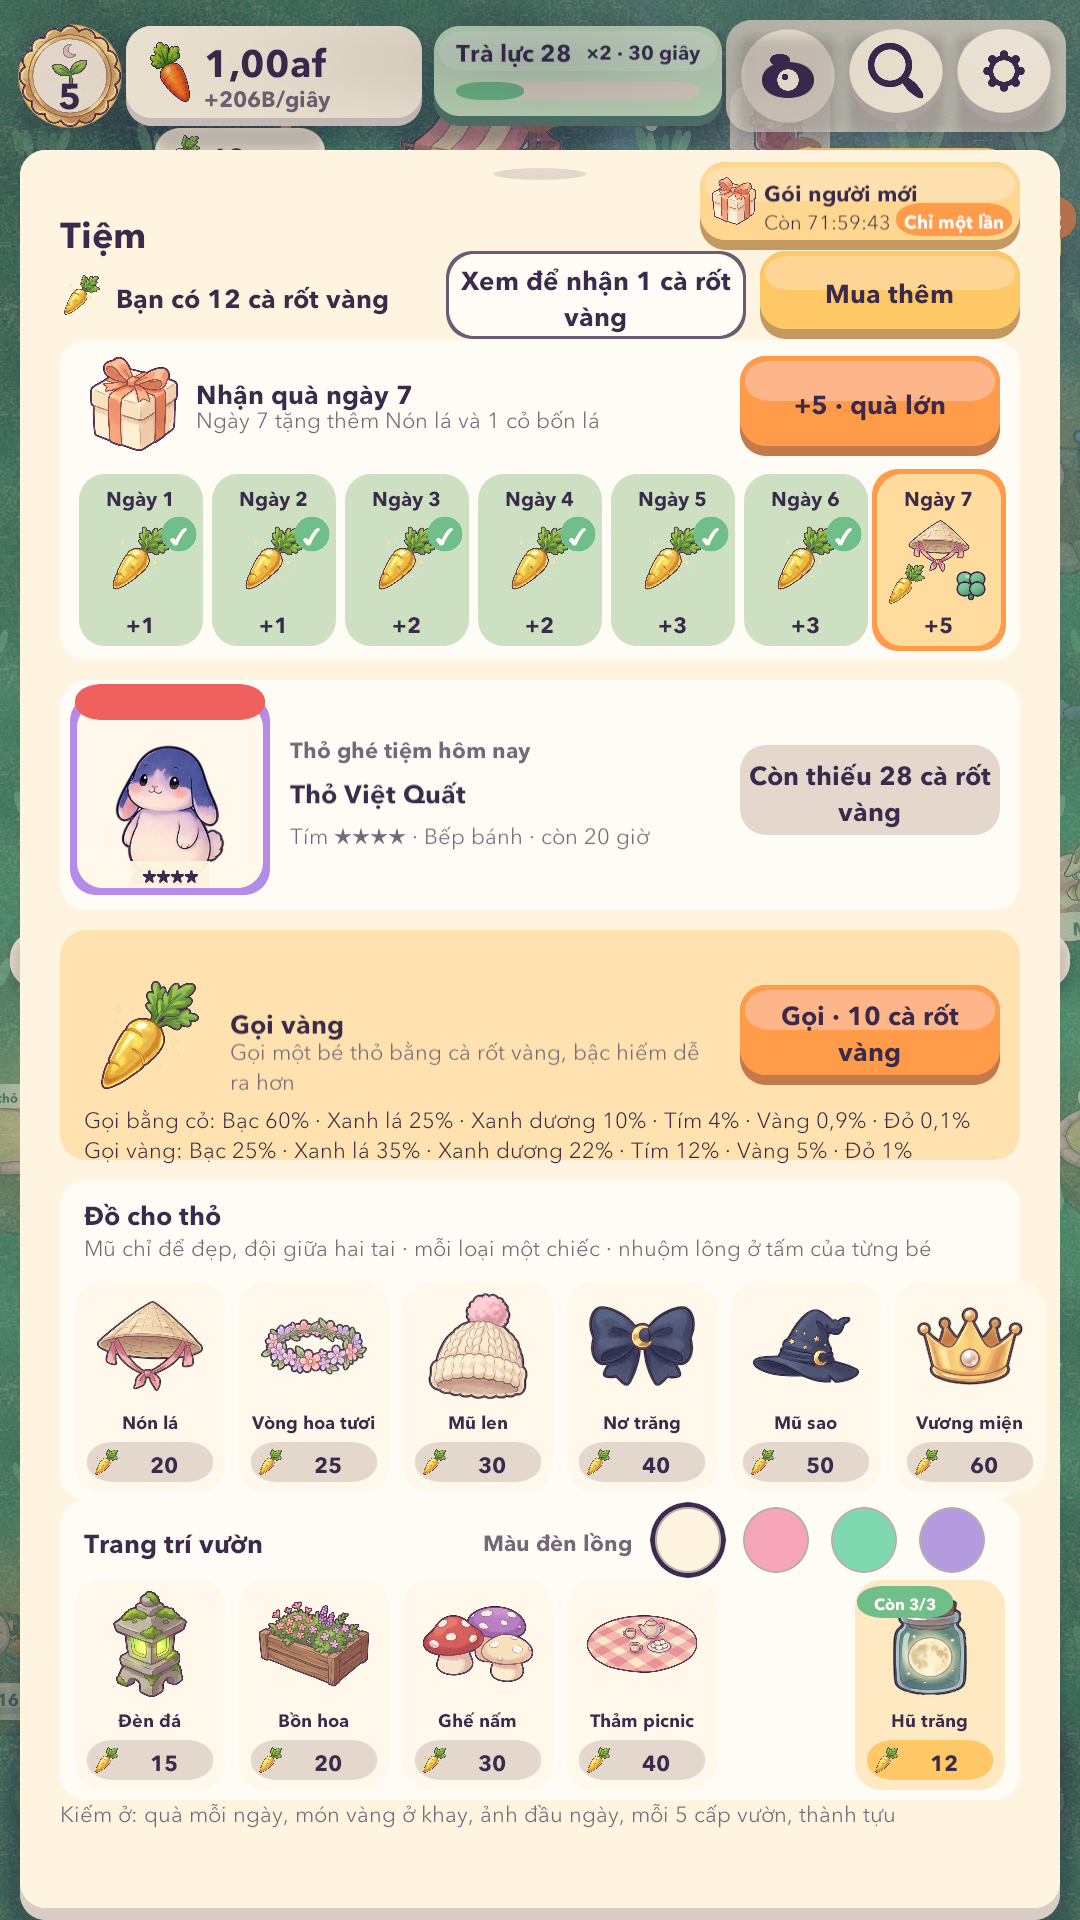 5
1,00af
+206B/giây
Trà lực 28 ×2 · 30 giây
Gói người mới
Còn 71:59:43 Chỉ một lần
Tiệm
Bạn có 12 cà rốt vàng
Xem để nhận 1 cà rốt
vàng
Mua thêm
Nhận quà ngày 7
Ngày 7 tặng thêm Nón lá và 1 cỏ bốn lá
+5 · quà lớn
Ngày 1 Ngày 2 Ngày 3 Ngày 4 Ngày 5 Ngày 6 Ngày 7
+1 +1 +2 +2 +3 +3 +5
Thỏ ghé tiệm hôm nay
Thỏ Việt Quất
Tím ★★★★ · Bếp bánh · còn 20 giờ
★★★★
Còn thiếu 28 cà rốt
vàng
Gọi vàng
Gọi một bé thỏ bằng cà rốt vàng, bậc hiếm dễ
ra hơn
Gọi · 10 cà rốt
vàng
Gọi bằng cỏ: Bạc 60% · Xanh lá 25% · Xanh dương 10% · Tím 4% · Vàng 0,9% · Đỏ 0,1%
Gọi vàng: Bạc 25% · Xanh lá 35% · Xanh dương 22% · Tím 12% · Vàng 5% · Đỏ 1%
Đồ cho thỏ
Mũ chỉ để đẹp, đội giữa hai tai · mỗi loại một chiếc · nhuộm lông ở tấm của từng bé
Nón lá Vòng hoa tươi Mũ len Nơ trăng Mũ sao Vương miện
20 25 30 40 50 60
Trang trí vườn
Màu đèn lồng
Còn 3/3
Đèn đá Bồn hoa Ghế nấm Thảm picnic Hũ trăng
15 20 30 40 12
Kiếm ở: quà mỗi ngày, món vàng ở khay, ảnh đầu ngày, mỗi 5 cấp vườn, thành tựu
thỏ
16